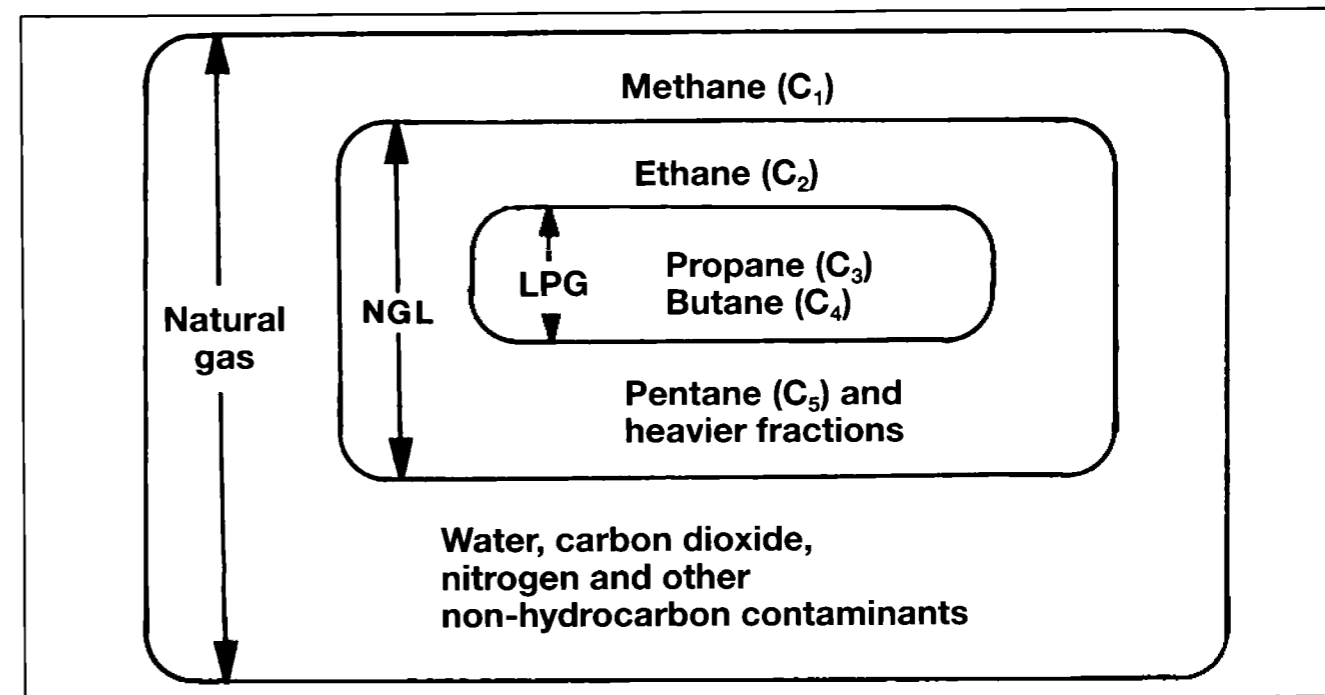 Methane (C₁)
Ethane (C₂)
LPG
Propane (C₃)
Butane (C₄)
NGL
Natural
gas
Pentane (C₅) and
heavier fractions
Water, carbon dioxide,
nitrogen and other
non-hydrocarbon contaminants